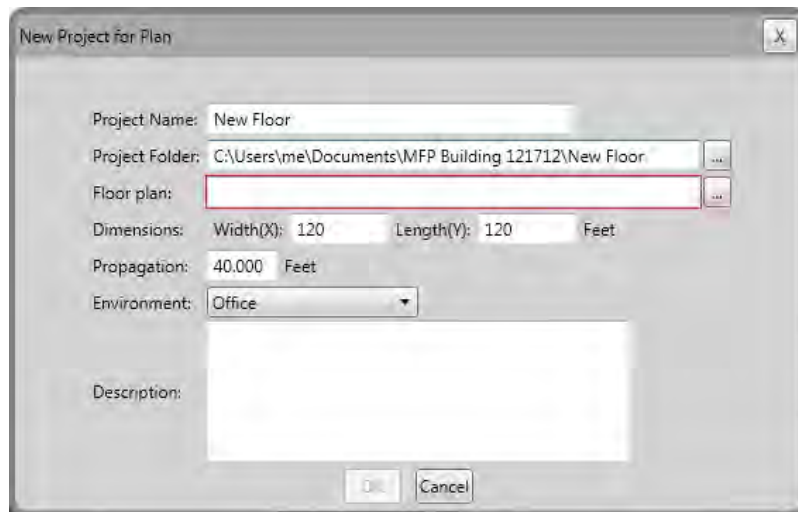 New Project for Plan X
Project Name: New Floor
Project Folder: C:\Users\me\Documents\MFP Building 121712\New Floor ...
Floor plan: ...
Dimensions: Width(X): 120 Length(Y): 120 Feet
Propagation: 40.000 Feet
Environment: Office
Description:
OK Cancel